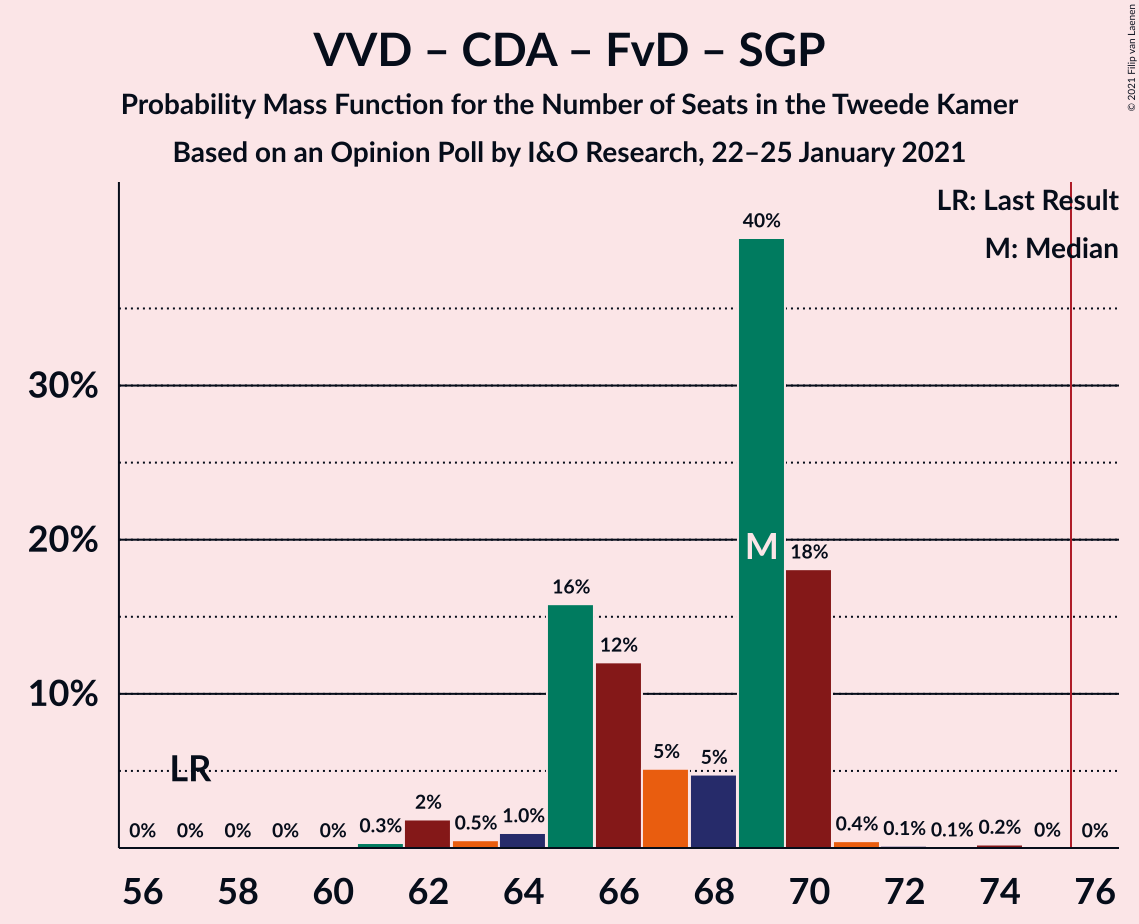 VVD – CDA – FvD – SGP
Probability Mass Function for the Number of Seats in the Tweede Kamer
Based on an Opinion Poll by I&O Research, 22–25 January 2021
© 2021 Filip van Laenen
LR: Last Result
M: Median
40%
30%
20%
10%
M
18%
16%
12%
5%
5%
LR
0%
0%
0%
0%
0%
0.3%
2%
0.5%
1.0%
0.4%
0.1%
0.1%
0.2%
0%
0%
56 58 60 62 64 66 68 70 72 74 76